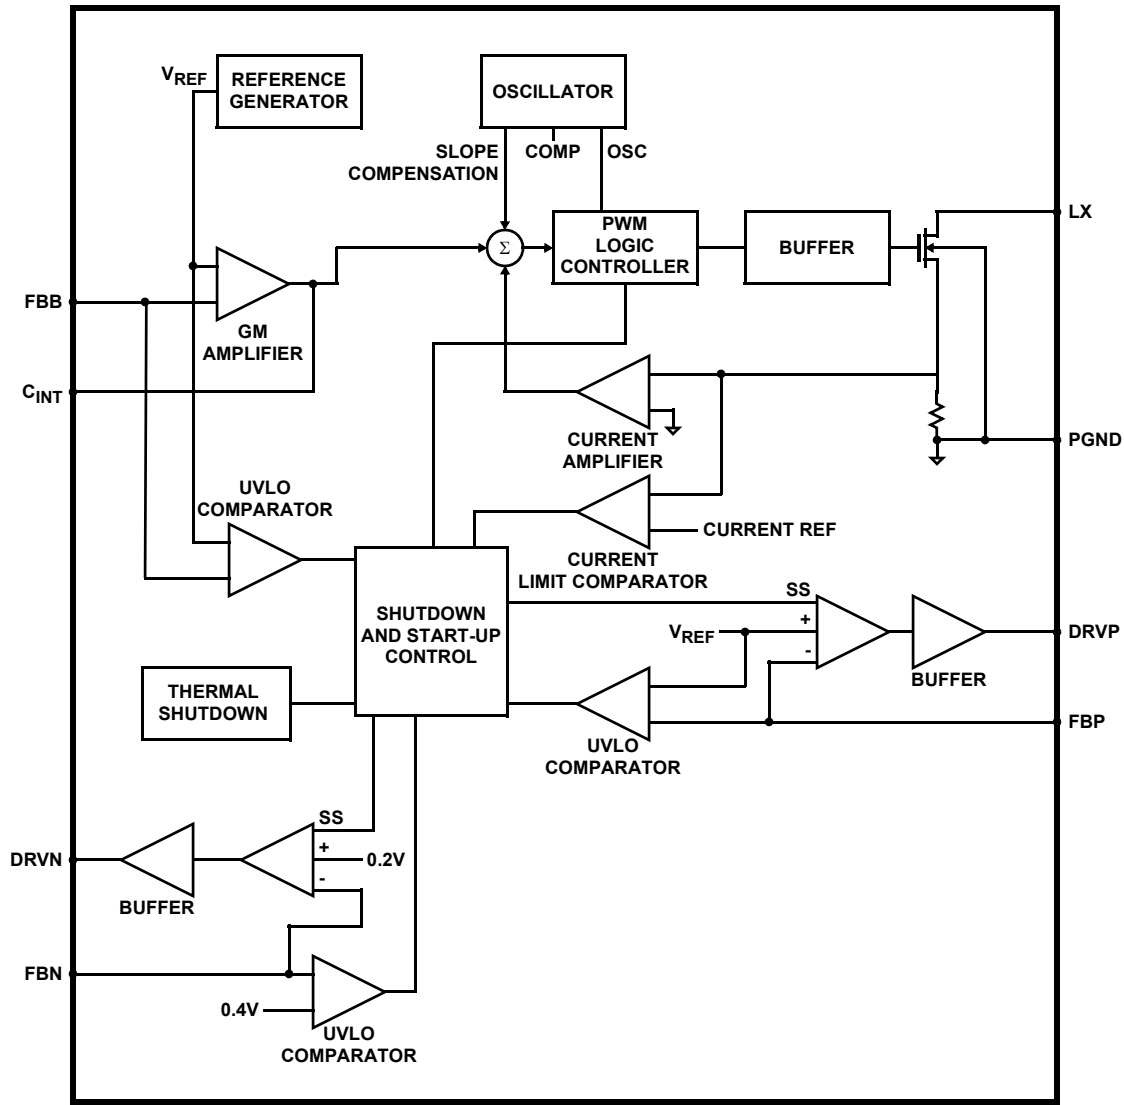 VREF
REFERENCE
GENERATOR
OSCILLATOR
SLOPE
COMPENSATION
COMP
OSC
LX
PWM
LOGIC
CONTROLLER
BUFFER
Σ
FBB
GM
AMPLIFIER
CINT
CURRENT
AMPLIFIER
PGND
UVLO
COMPARATOR
CURRENT REF
CURRENT
LIMIT COMPARATOR
SHUTDOWN
AND START-UP
CONTROL
SS
+
-
VREF
DRVP
BUFFER
THERMAL
SHUTDOWN
FBP
UVLO
COMPARATOR
SS
+
-
0.2V
DRVN
BUFFER
FBN
0.4V
UVLO
COMPARATOR